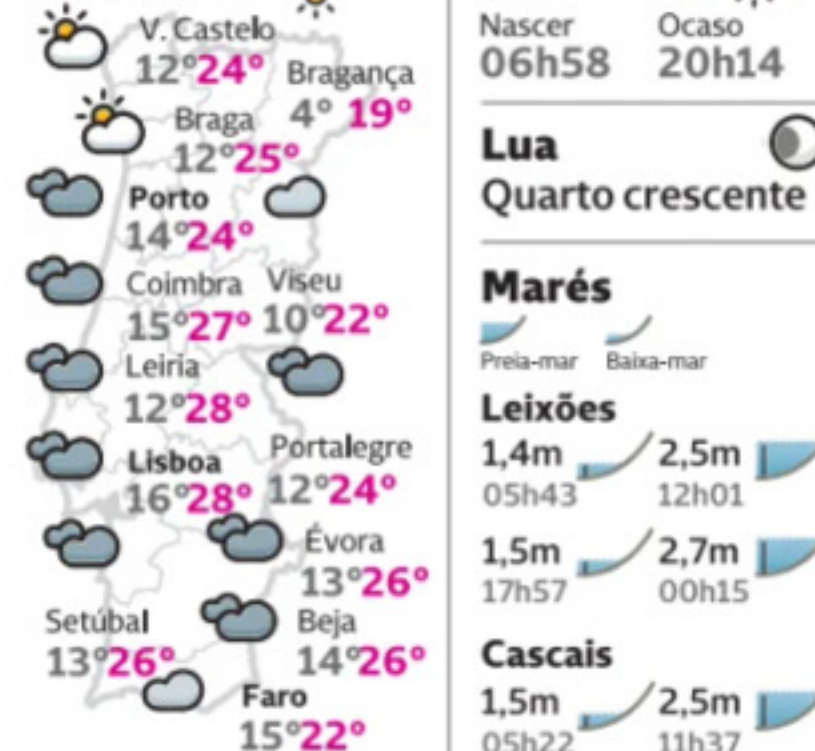 V. Castelo
12° 24°
Bragança
4° 19°
Braga
12° 25°
Porto
14° 24°
Coimbra
15° 27°
Viseu
10° 22°
Leiria
12° 28°
Lisboa
16° 28°
Portalegre
12° 24°
Évora
13° 26°
Setúbal
13° 26°
Beja
14° 26°
Faro
15° 22°
Nascer Ocaso
06h58 20h14
Lua
Quarto crescente
Marés
Preia-mar Baixa-mar
Leixões
1,4m 2,5m
05h43 12h01
1,5m 2,7m
17h57 00h15
Cascais
1,5m 2,5m
05h22 11h37